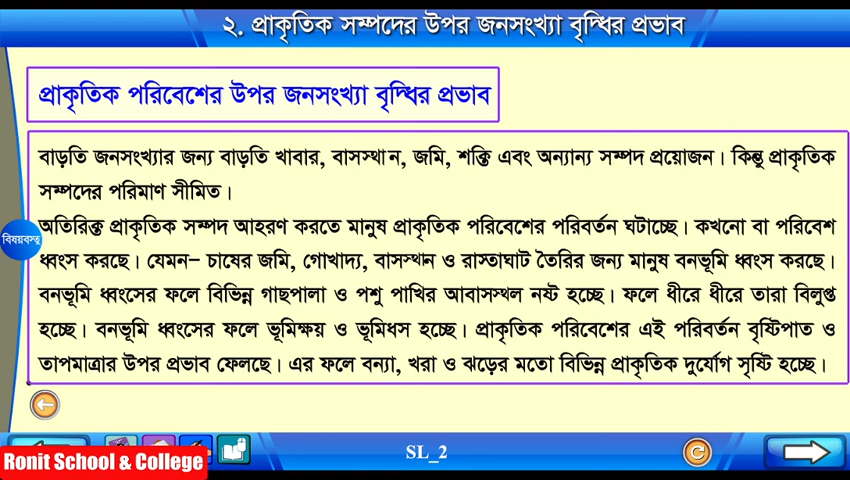 ২. প্রাকৃতিক সম্পদের উপর জনসংখ্যা বৃদ্ধির প্রভাব
প্রাকৃতিক পরিবেশের উপর জনসংখ্যা বৃদ্ধির প্রভাব
বাড়তি জনসংখ্যার জন্য বাড়তি খাবার, বাসস্থান, জমি, শক্তি এবং অন্যান্য সম্পদ প্রয়োজন। কিন্তু প্রাকৃতিক
সম্পদের পরিমাণ সীমিত।
অতিরিক্ত প্রাকৃতিক সম্পদ আহরণ করতে মানুষ প্রাকৃতিক পরিবেশের পরিবর্তন ঘটাচ্ছে। কখনো বা পরিবেশ
ধ্বংস করছে। যেমন– চাষের জমি, গোখাদ্য, বাসস্থান ও রাস্তাঘাট তৈরির জন্য মানুষ বনভূমি ধ্বংস করছে।
বনভূমি ধ্বংসের ফলে বিভিন্ন গাছপালা ও পশু পাখির আবাসস্থল নষ্ট হচ্ছে। ফলে ধীরে ধীরে তারা বিলুপ্ত
হচ্ছে। বনভূমি ধ্বংসের ফলে ভূমিক্ষয় ও ভূমিধস হচ্ছে। প্রাকৃতিক পরিবেশের এই পরিবর্তন বৃষ্টিপাত ও
তাপমাত্রার উপর প্রভাব ফেলছে। এর ফলে বন্যা, খরা ও ঝড়ের মতো বিভিন্ন প্রাকৃতিক দুর্যোগ সৃষ্টি হচ্ছে।
বিষয়বস্তু
SL_2
Ronit School & College